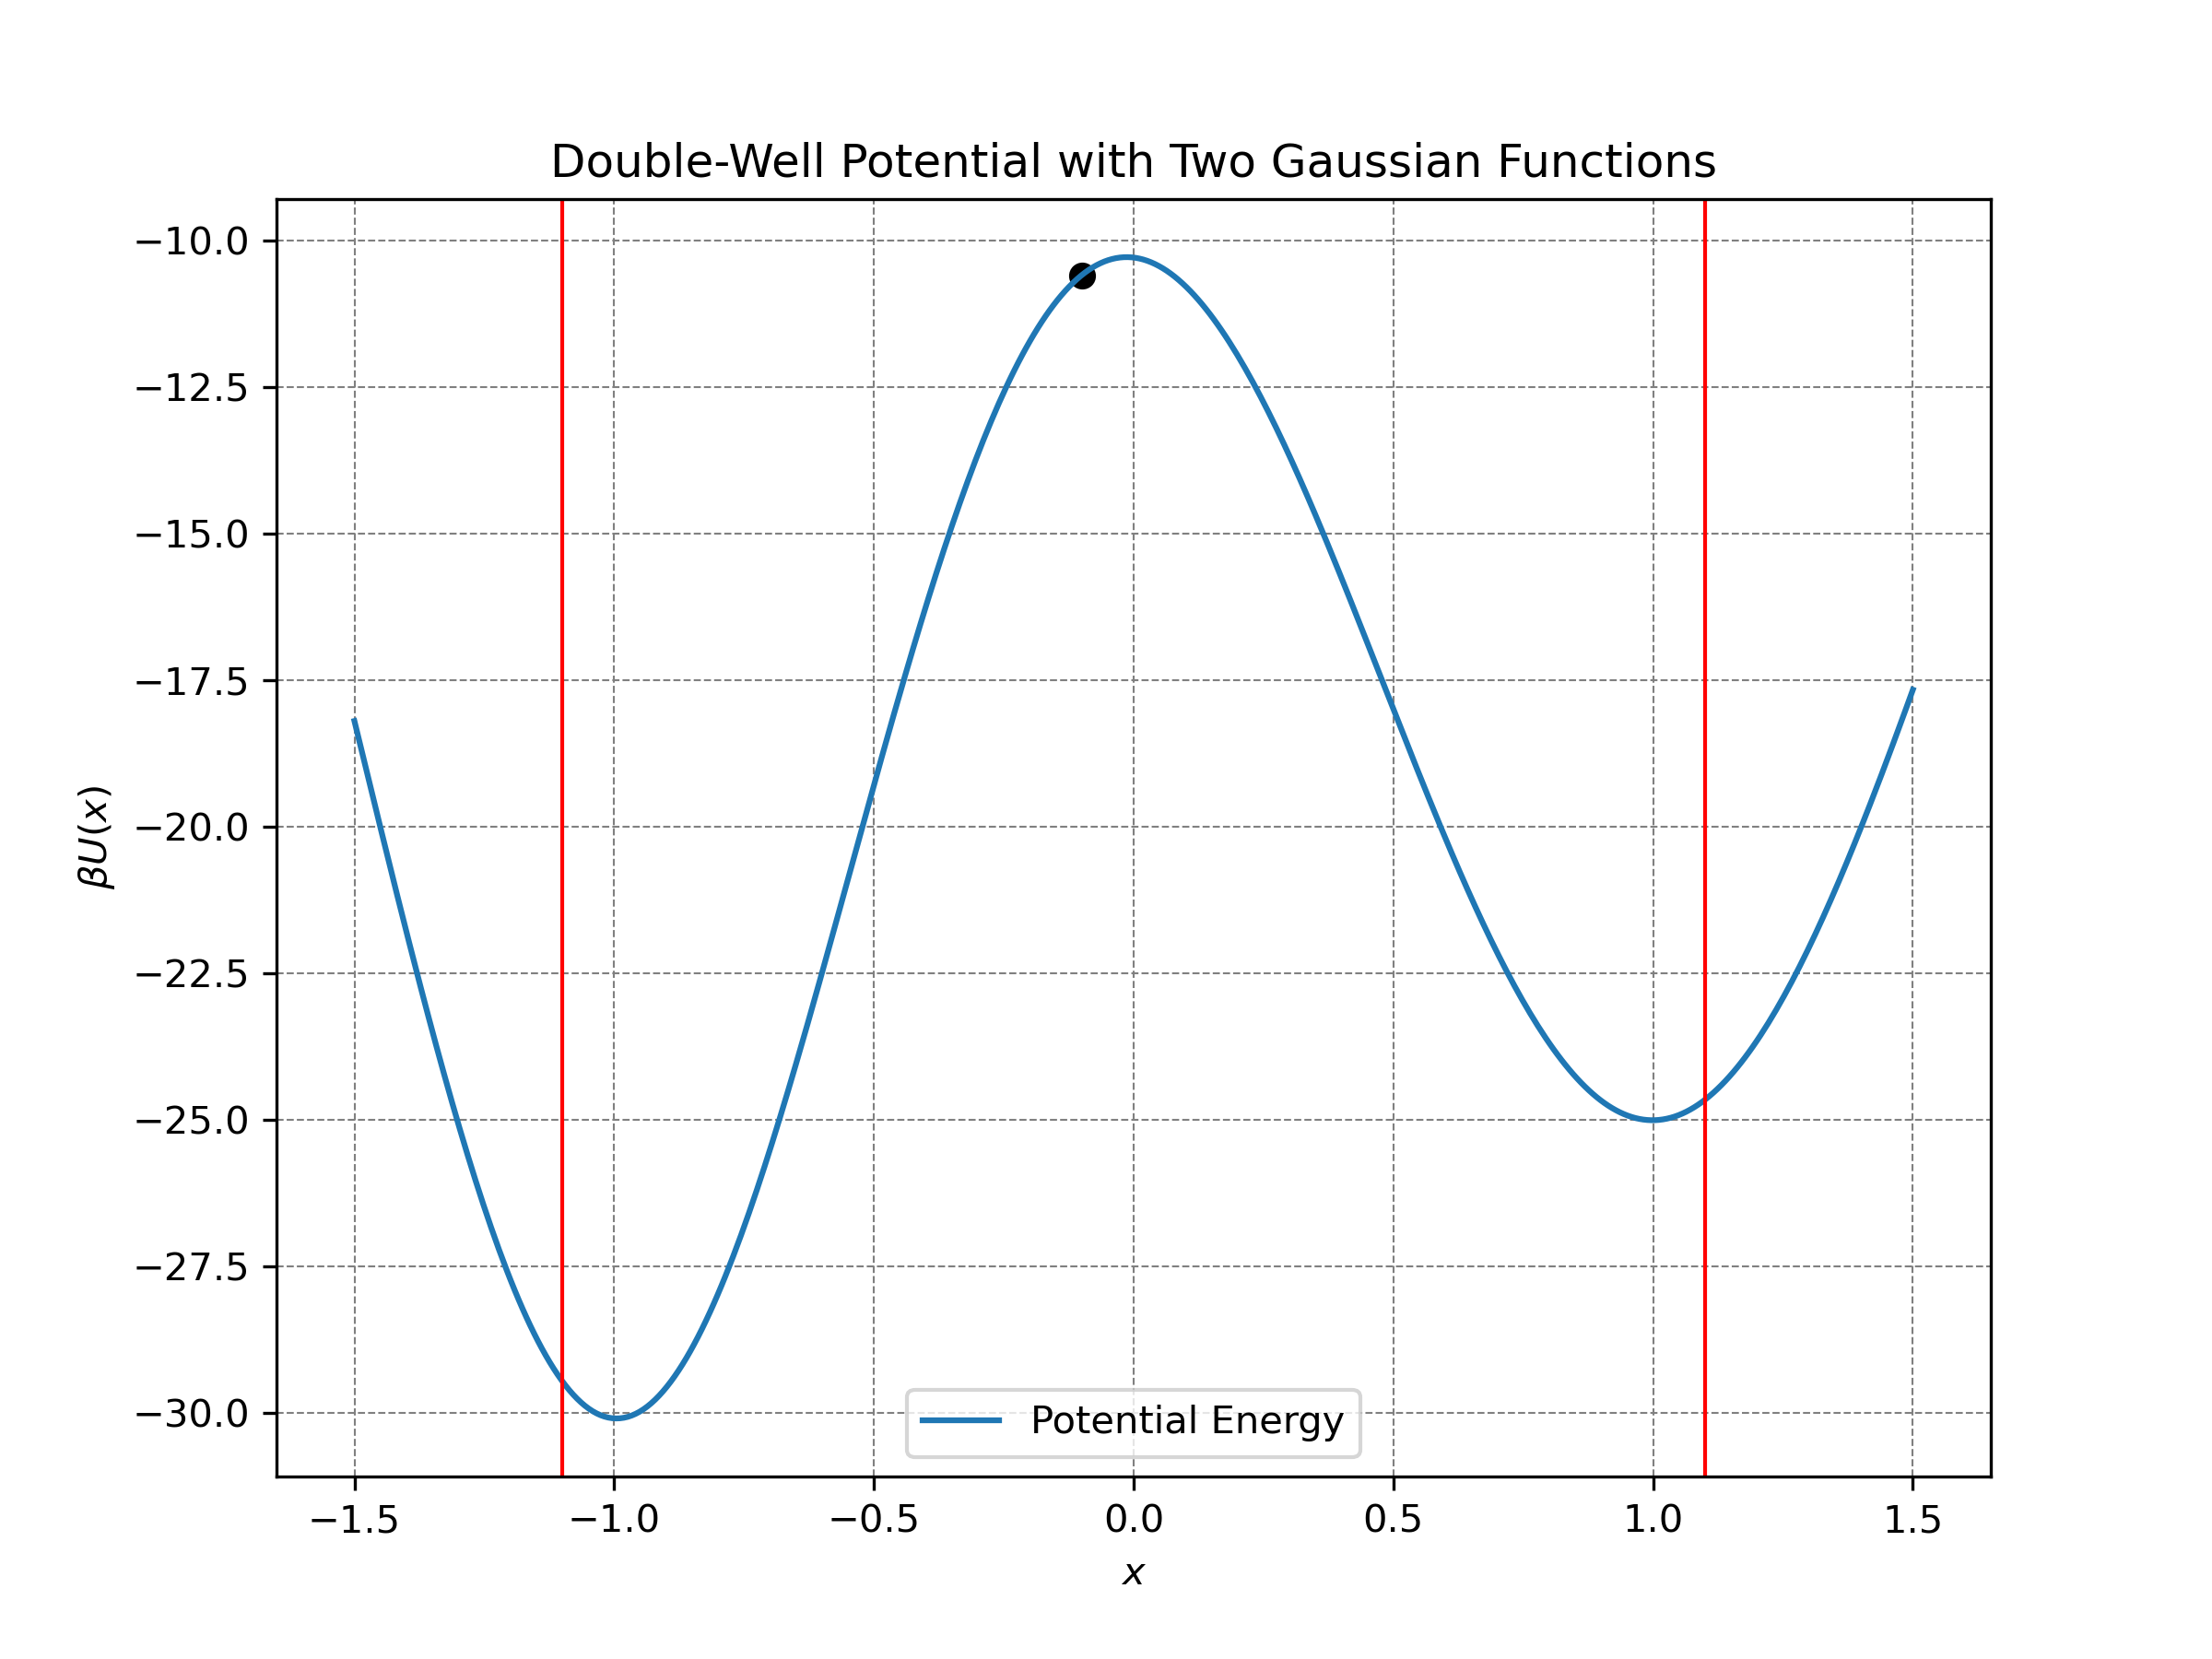 Double-Well Potential with Two Gaussian Functions
−10.0
−12.5
−15.0
−17.5
−20.0
−22.5
−25.0
−27.5
−30.0
βU(x)
Potential Energy
−1.5 −1.0 −0.5 0.0 0.5 1.0 1.5
x